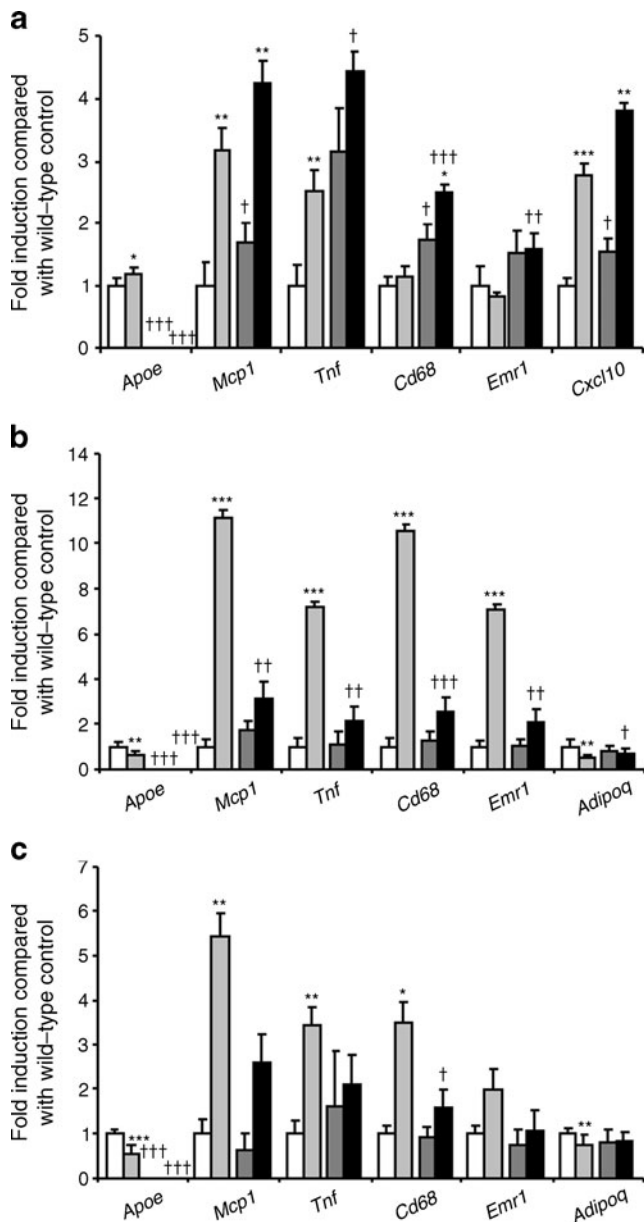 a
Fold induction compared
with wild-type control
5
4
3
2
1
0
* ††† ††† ** † ** ** † † ††† * †† *** † **
Apoe Mcp1 Tnf Cd68 Emr1 Cxcl10
b
Fold induction compared
with wild-type control
14
12
10
8
6
4
2
0
** ††† ††† *** †† *** †† *** ††† *** †† ** †
Apoe Mcp1 Tnf Cd68 Emr1 Adipoq
c
Fold induction compared
with wild-type control
7
6
5
4
3
2
1
0
*** ††† ††† ** ** * † **
Apoe Mcp1 Tnf Cd68 Emr1 Adipoq